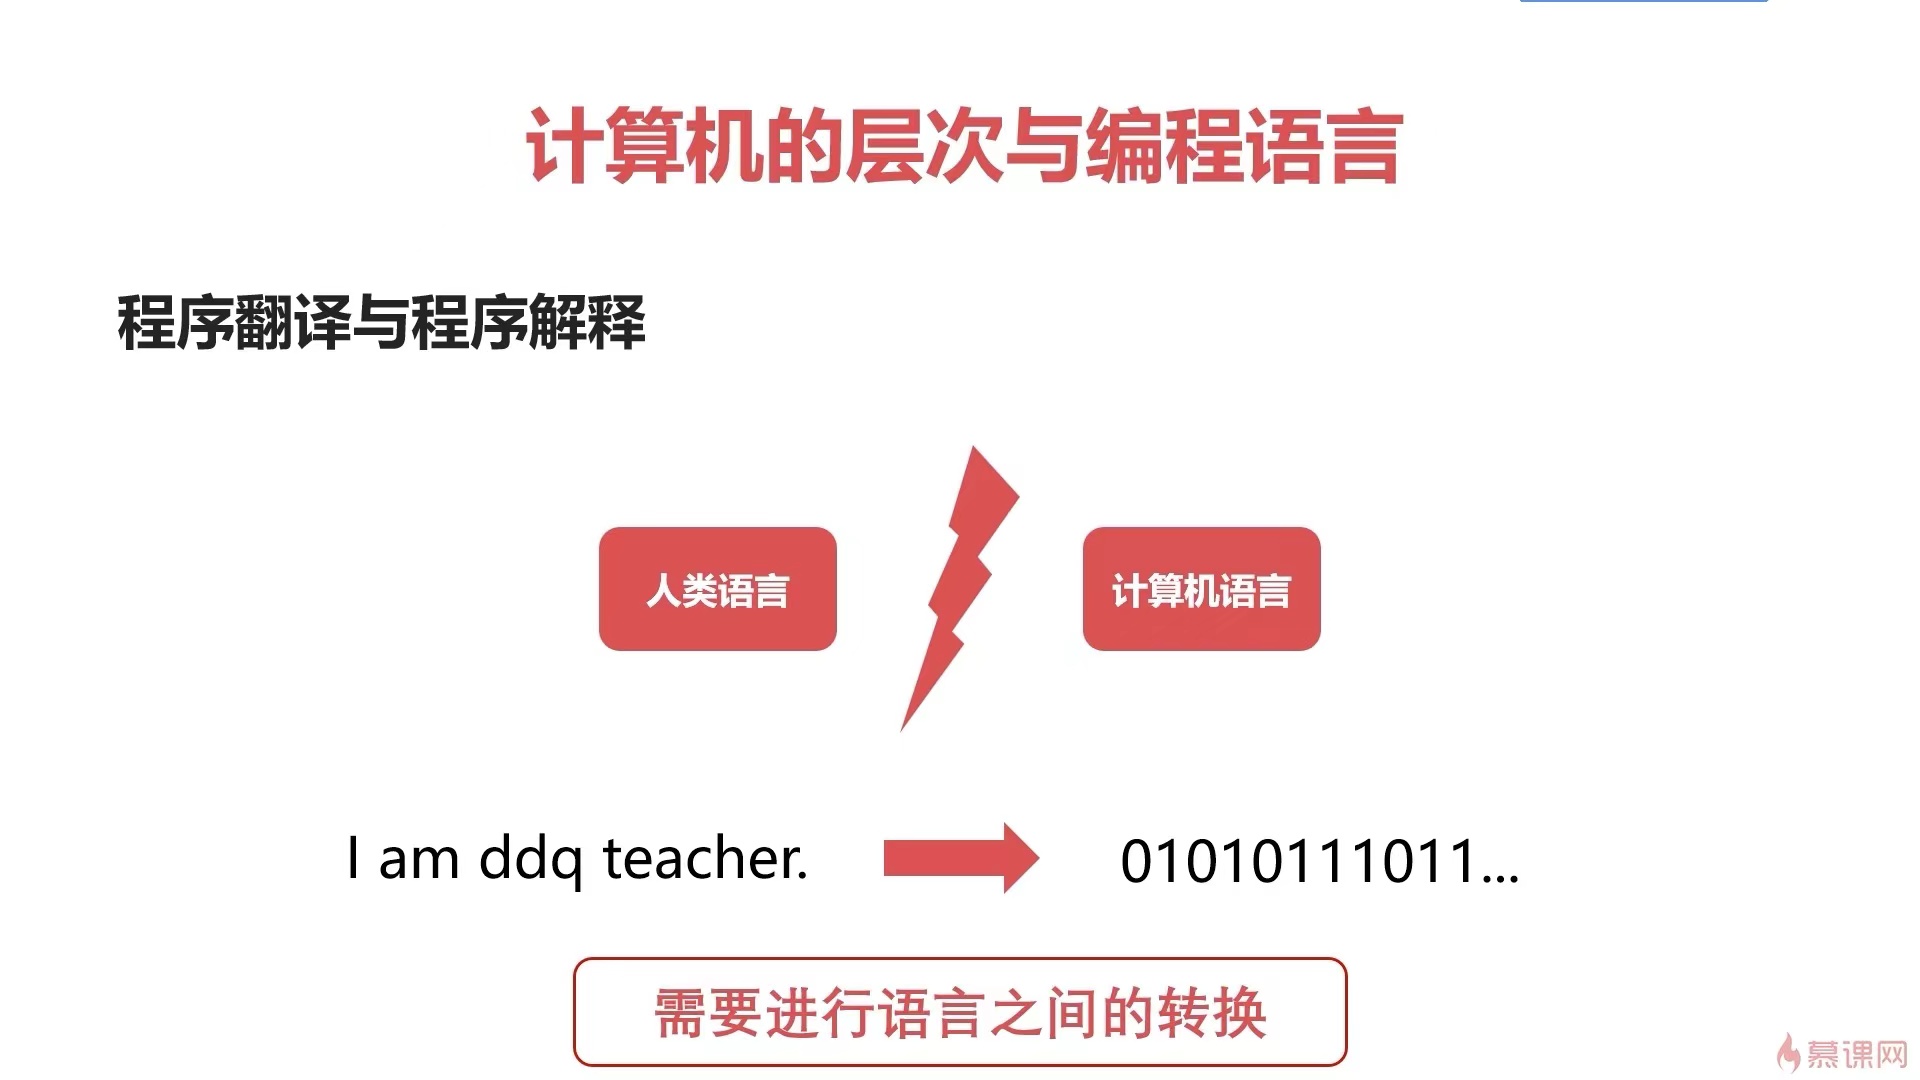 计算机的层次与编程语言
程序翻译与程序解释
人类语言
计算机语言
I am ddq teacher.
01010111011...
需要进行语言之间的转换
慕课网